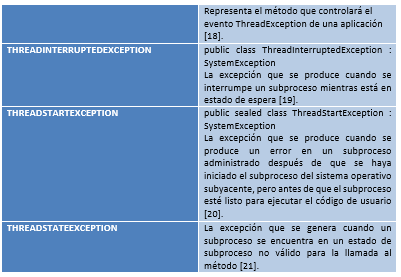 Representa el método que controlará el
evento ThreadException de una aplicación
[18].
THREADINTERRUPTEDEXCEPTION
public class ThreadInterruptedException :
SystemException
La excepción que se produce cuando se
interrumpe un subproceso mientras está en
estado de espera [19].
THREADSTARTEXCEPTION
public sealed class ThreadStartException :
SystemException
La excepción que se produce cuando se
produce un error en un subproceso
administrado después de que se haya
iniciado el subproceso del sistema operativo
subyacente, pero antes de que el subproceso
esté listo para ejecutar el código de usuario
[20].
THREADSTATEEXCEPTION
La excepción que se genera cuando un
subproceso se encuentra en un estado de
subproceso no válido para la llamada al
método [21].